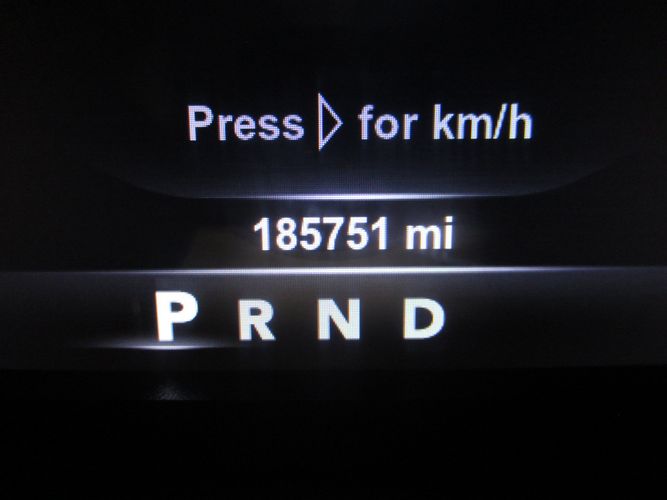 Press ▷ for km/h
185751 mi
P R N D